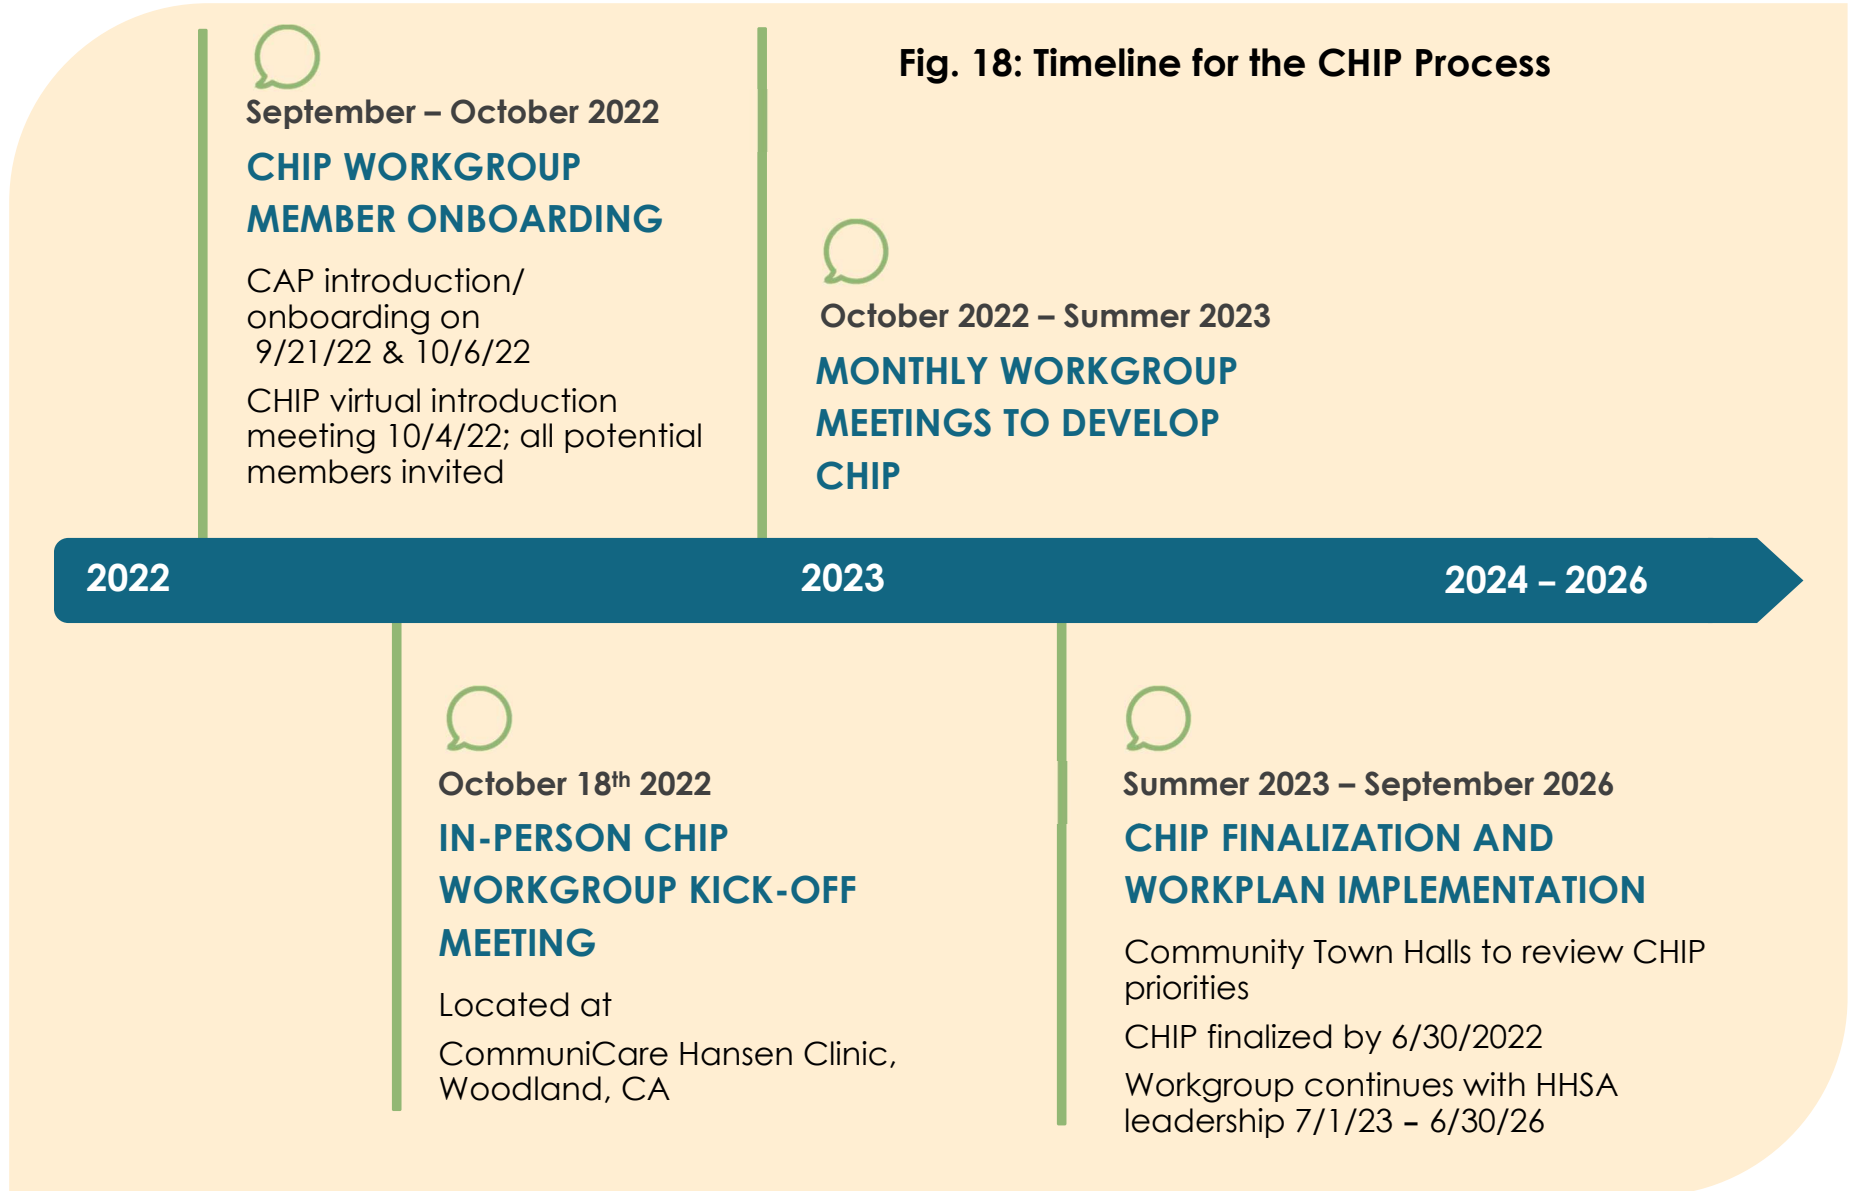 Fig. 18: Timeline for the CHIP Process
September – October 2022
CHIP WORKGROUP
MEMBER ONBOARDING
CAP introduction/
onboarding on
9/21/22 & 10/6/22
CHIP virtual introduction
meeting 10/4/22; all potential
members invited
October 2022 – Summer 2023
MONTHLY WORKGROUP
MEETINGS TO DEVELOP
CHIP
2022
2023
2024 – 2026
October 18th 2022
IN-PERSON CHIP
WORKGROUP KICK-OFF
MEETING
Located at
CommuniCare Hansen Clinic,
Woodland, CA
Summer 2023 – September 2026
CHIP FINALIZATION AND
WORKPLAN IMPLEMENTATION
Community Town Halls to review CHIP
priorities
CHIP finalized by 6/30/2022
Workgroup continues with HHSA
leadership 7/1/23 – 6/30/26